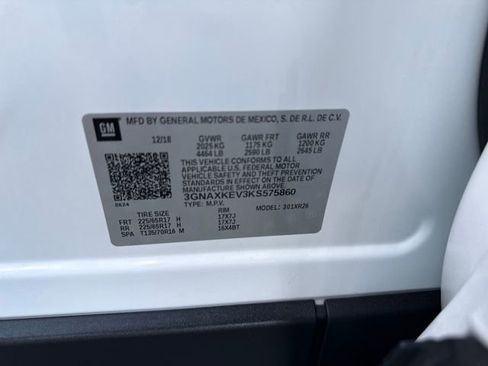 GM
MFD BY GENERAL MOTORS DE MEXICO, S. DE R.L. DE C.V.
12/18 GVWR GAWR FRT GAWR RR
2025 KG 1175 KG 1200 KG
4464 LB 2590 LB 2645 LB
THIS VEHICLE CONFORMS TO ALL
APPLICABLE U.S. FEDERAL MOTOR
VEHICLE SAFETY AND THEFT
PREVENTION STANDARDS IN EFFECT
ON THE DATE OF MANUFACTURE
SHOWN ABOVE.
3GNAXKEV3KS575860
TYPE: M.P.V. MODEL: 301XR26
TIRE SIZE RIM
FRT 225/65R17 H 17X7J
RR 225/65R17 H 17X7J
SPA T135/70R16 M 16X4BT